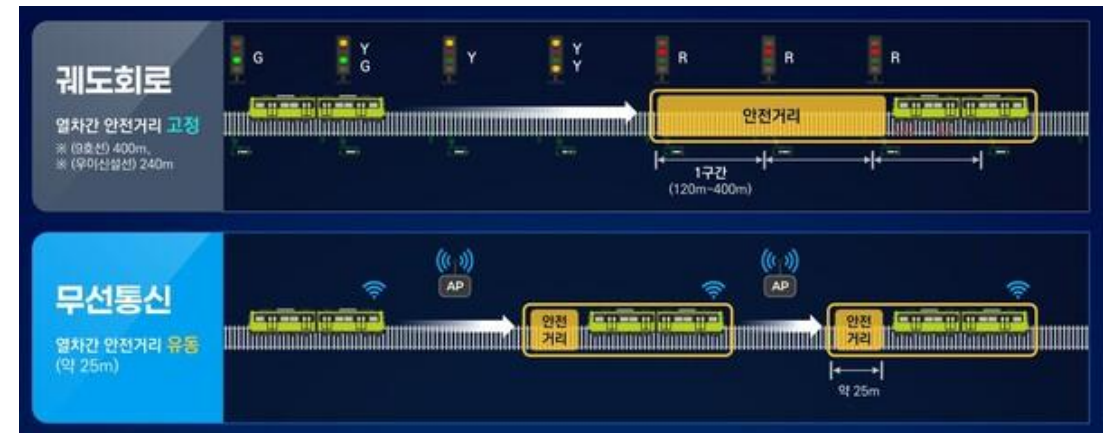 궤도회로
열차간 안전거리 고정
※ (9호선) 400m,
※ (우이신설선) 240m
G
Y
G
Y
Y
Y
R
R
R
안전거리
1구간
(120m~400m)
무선통신
열차간 안전거리 유동
(약 25m)
AP
AP
안전
거리
안전
거리
약 25m